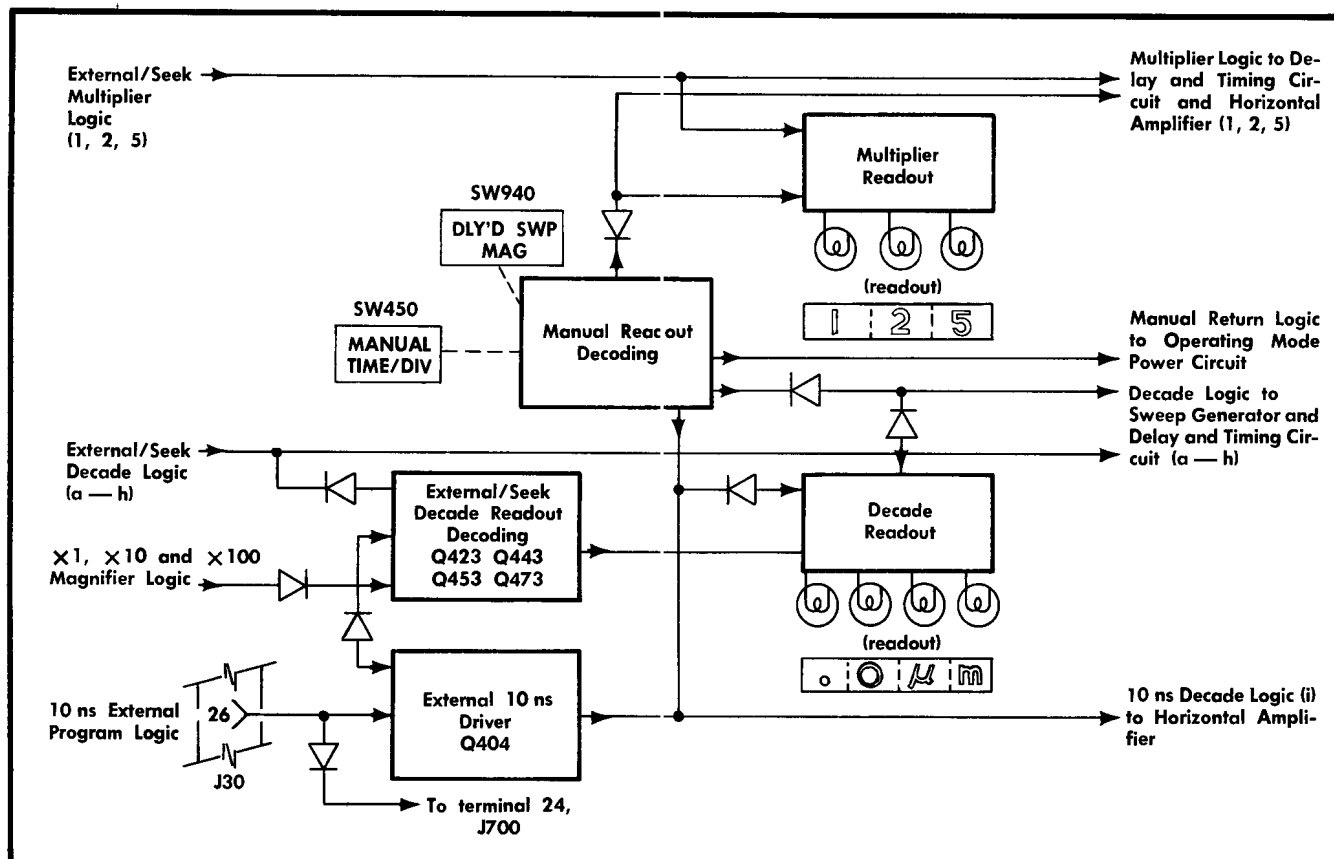 External/Seek
Multiplier
Logic
(1, 2, 5)
Multiplier Logic to De-
lay and Timing Cir-
cuit and Horizontal
Amplifier (1, 2, 5)
Multiplier
Readout
(readout)
1 2 5
SW940
DLY'D SWP
MAG
SW450
MANUAL
TIME/DIV
Manual Reac out
Decoding
Manual Return Logic
to Operating Mode
Power Circuit
Decade Logic to
Sweep Generator and
Delay and Timing Cir-
cuit (a — h)
External/Seek
Decade Logic
(a — h)
External/Seek
Decade Readout
Decoding
Q423 Q443
Q453 Q473
Decade
Readout
(readout)
. 0 μ m
×1, ×10 and ×100
Magnifier Logic
10 ns External
Program Logic
26
J30
External 10 ns
Driver
Q404
To terminal 24,
J700
10 ns Decade Logic (i)
to Horizontal Ampli-
fier